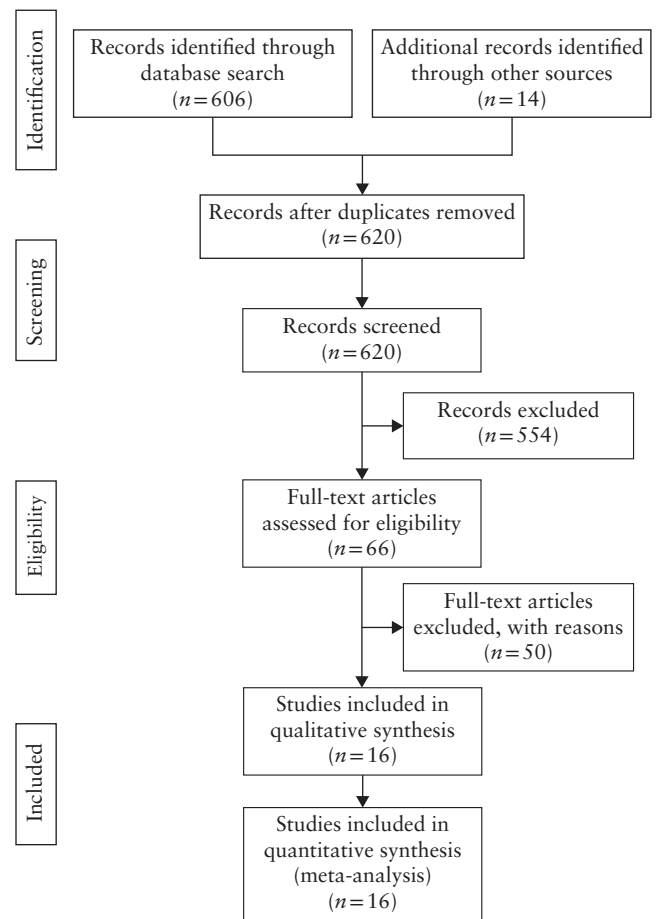 Identification
Records identified through
database search
(n=606)
Additional records identified
through other sources
(n=14)
Records after duplicates removed
(n=620)
Screening
Records screened
(n=620)
Records excluded
(n=554)
Eligibility
Full-text articles
assessed for eligibility
(n=66)
Full-text articles
excluded, with reasons
(n=50)
Included
Studies included in
qualitative synthesis
(n=16)
Studies included in
quantitative synthesis
(meta-analysis)
(n=16)